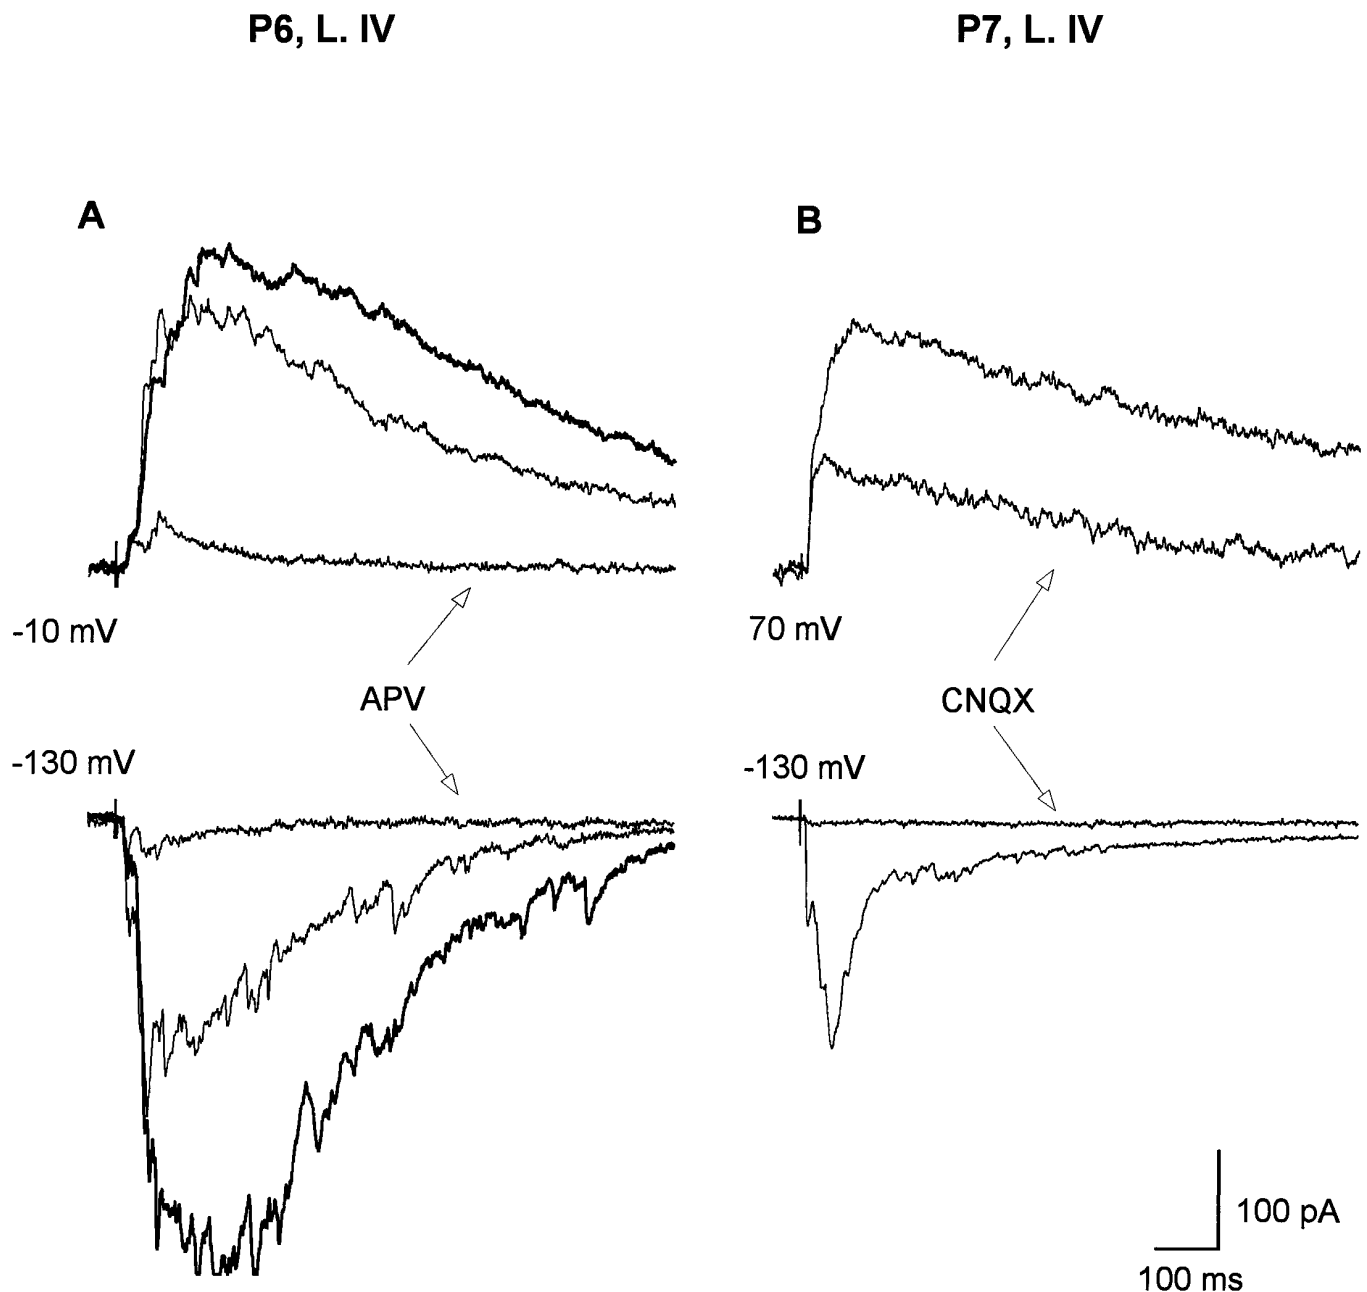 P6, L. IV
P7, L. IV
A
B
-10 mV
70 mV
APV
CNQX
-130 mV
-130 mV
100 pA
100 ms